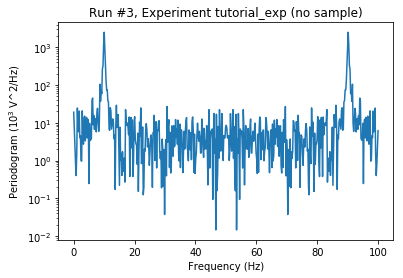 Run #3, Experiment tutorial_exp (no sample)
Periodogram (10³ V^2/Hz)
10³
10²
10¹
10⁰
10⁻¹
10⁻²
0 20 40 60 80 100
Frequency (Hz)